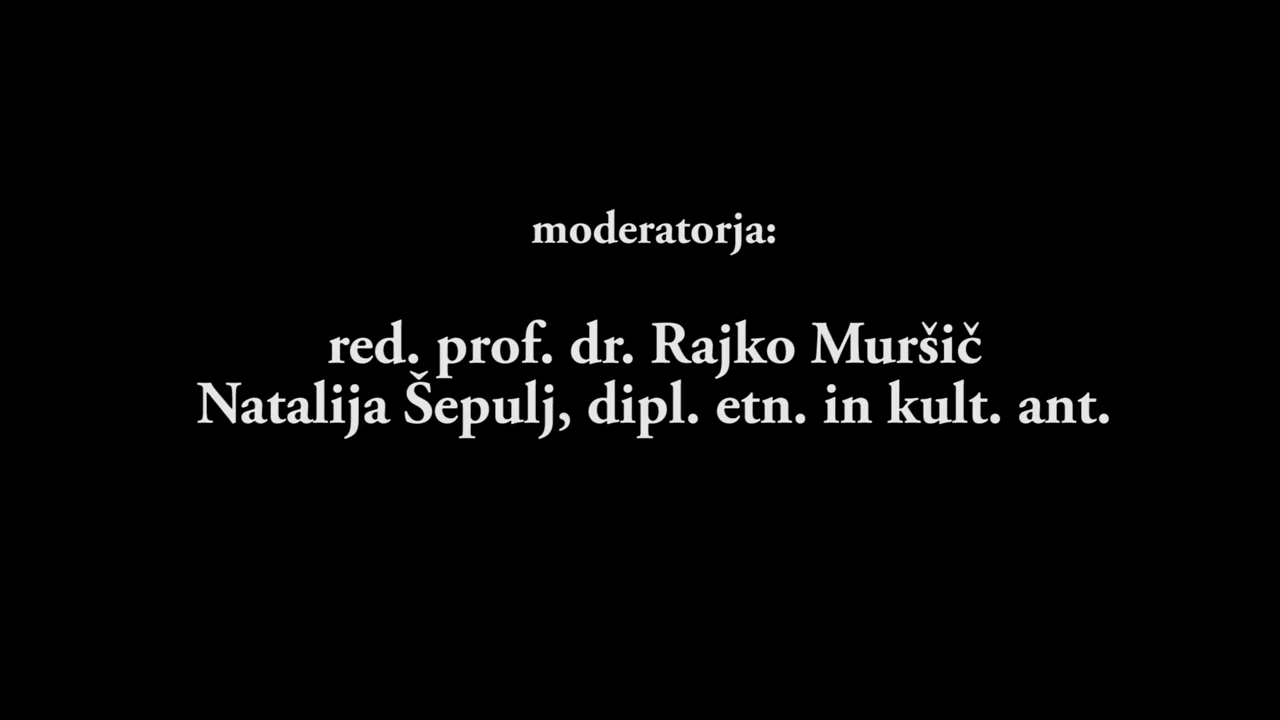 moderatorja:
red. prof. dr. Rajko Muršič
Natalija Šepulj, dipl. etn. in kult. ant.